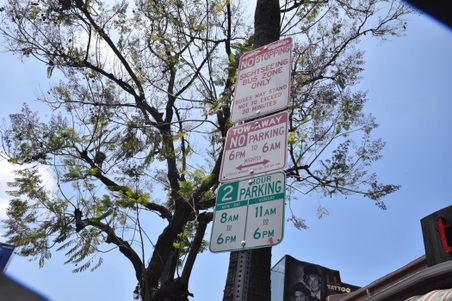 NO STOPPING
SIGHTSEEING
BUS ZONE
ONLY
BUSES MAY STAND
NOT TO EXCEED
20 MINUTES
TOW-AWAY
NO PARKING
6PM TO 6AM
2 HOUR
PARKING
8AM
TO
6PM
11AM
TO
6PM
TATTOO